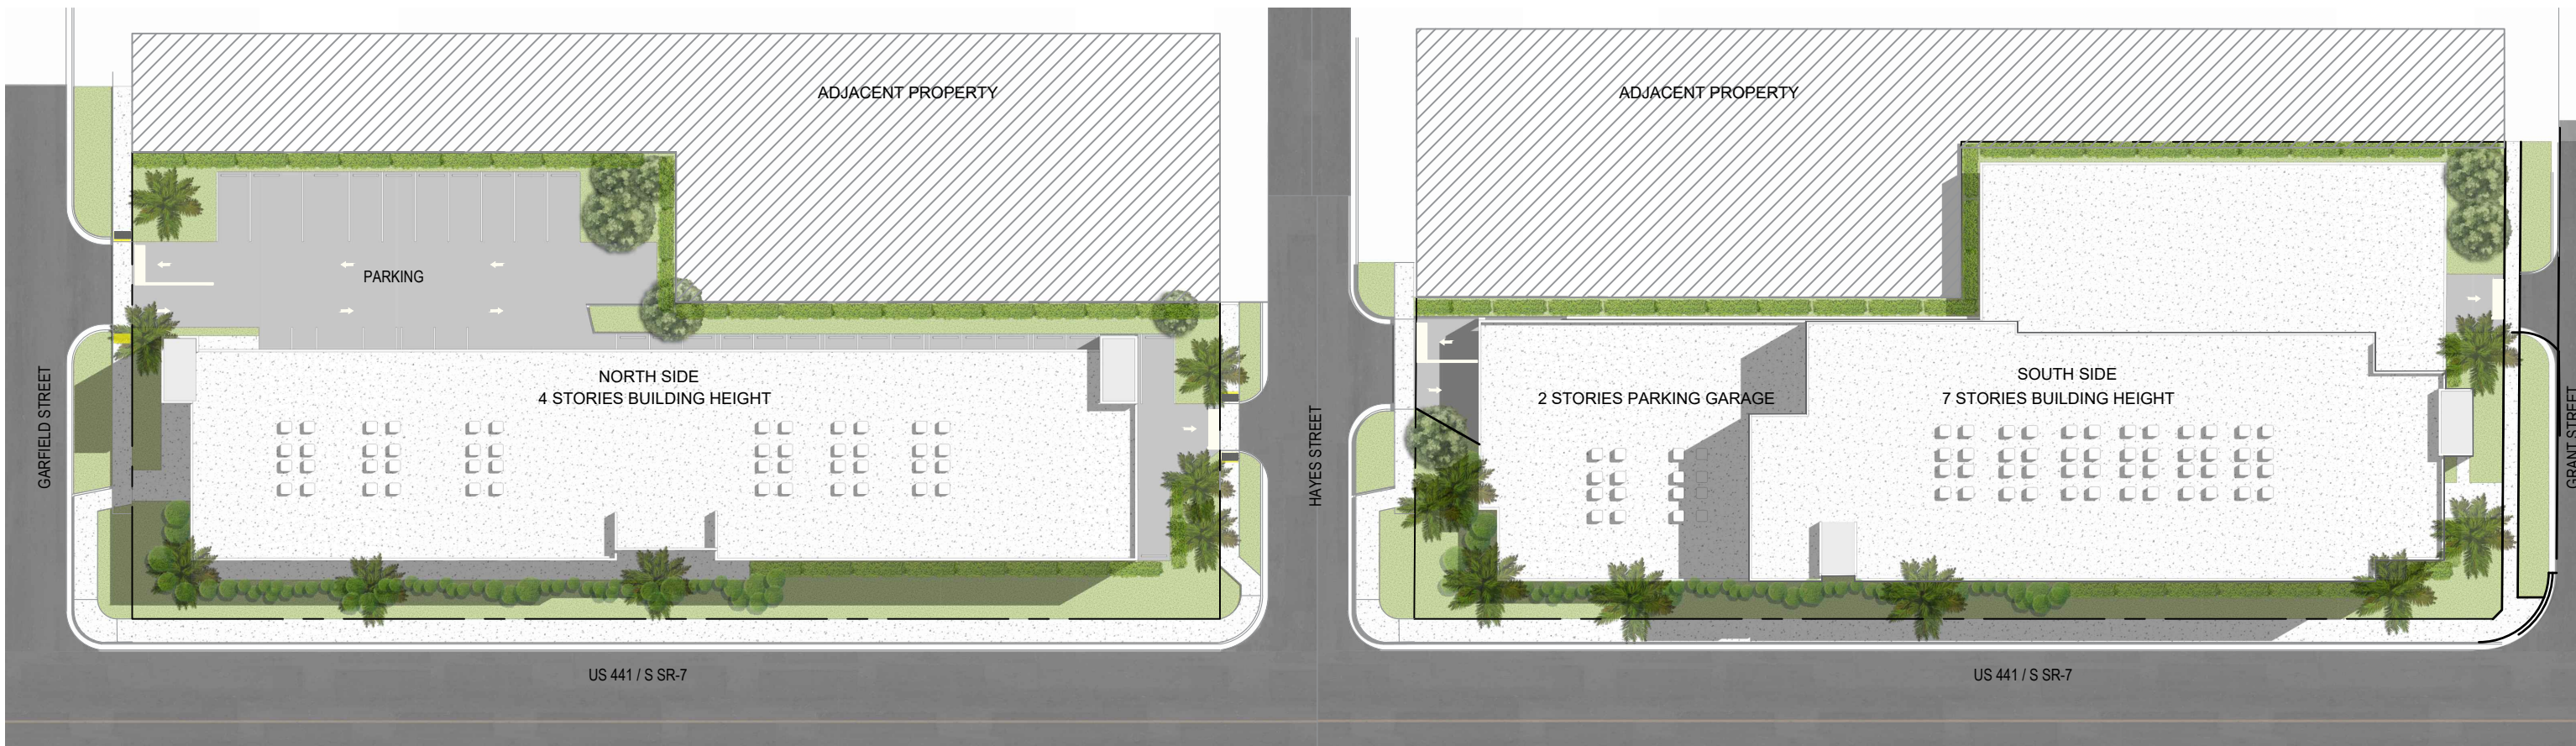 ADJACENT PROPERTY
ADJACENT PROPERTY
PARKING
GARFIELD STREET
NORTH SIDE
4 STORIES BUILDING HEIGHT
HAYES STREET
2 STORIES PARKING GARAGE
SOUTH SIDE
7 STORIES BUILDING HEIGHT
GRANT STREET
US 441 / S SR-7
US 441 / S SR-7